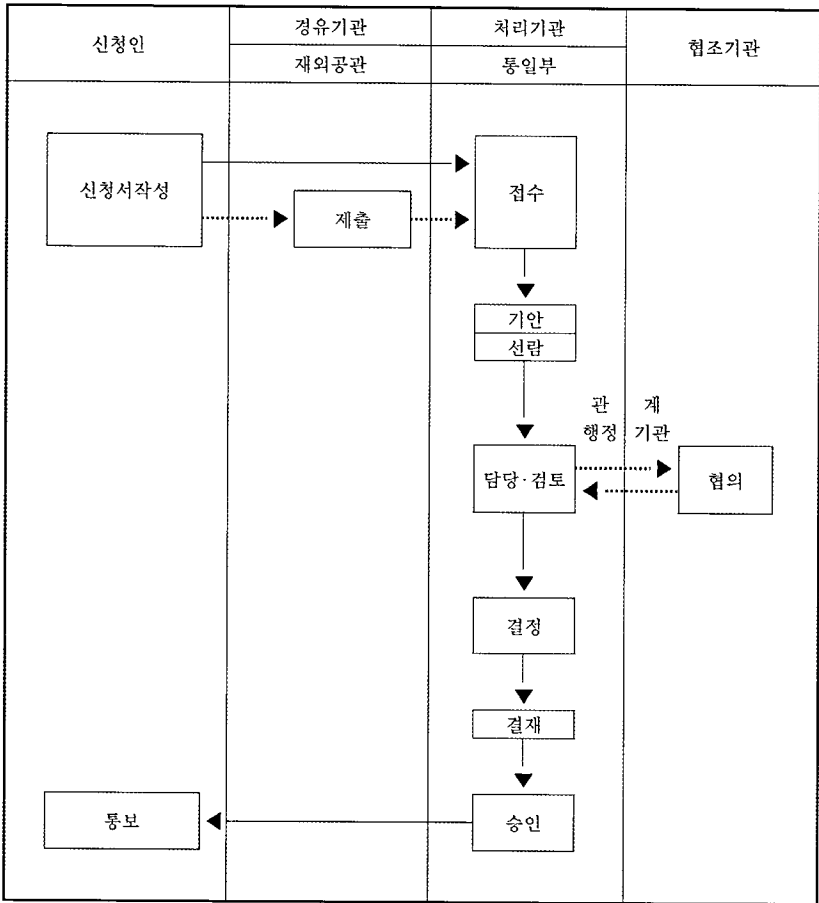 신청인
경유기관
처리기관
협조기관
재외공관
통일부
신청서작성
접수
제출
기안
선람
관 계
행정 기관
담당·검토
협의
결정
결재
통보
승인